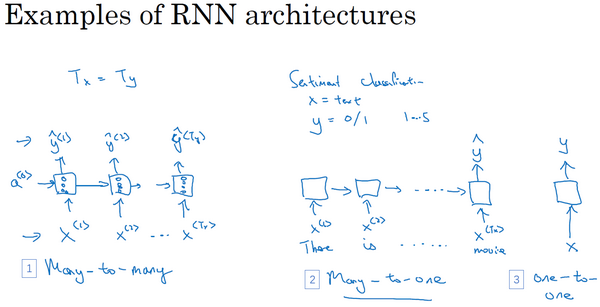 Examples of RNN architectures
Tx = Ty
Sentiment Classification
x = text
y = 0/1 1...5
→ ŷ<1> ŷ<2> ŷ<Ty>
a<0>
→ x<1> x<2> ... x<Tx>
1 Many-to-many
ŷ
.....
x<1> x<2> x<Tx>
There is ...... movie
2 Many-to-one
y
x
3 one-to-
one